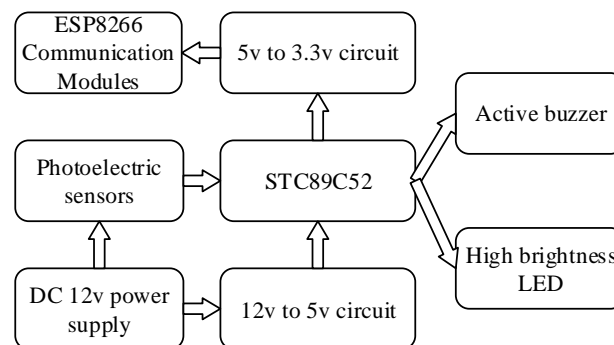 ESP8266
Communication
Modules
5v to 3.3v circuit
Active buzzer
Photoelectric
sensors
STC89C52
High brightness
LED
DC 12v power
supply
12v to 5v circuit